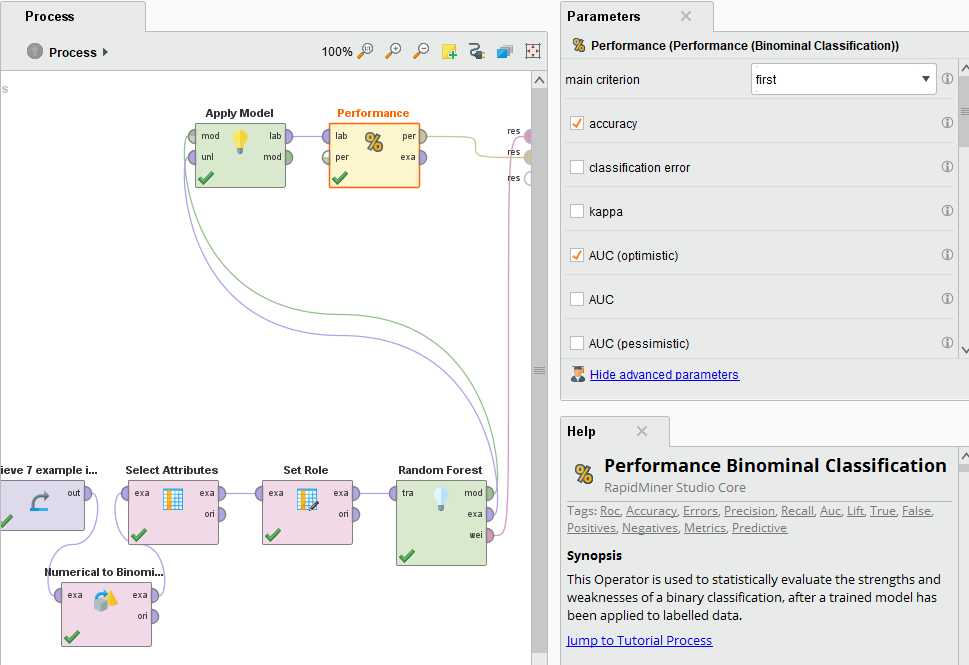 Process
Process
100%
s
Apply Model
mod
lab
unl
mod
Performance
%
lab
per
per
exa
res
res
res
ieve 7 example i...
out
Select Attributes
exa
exa
ori
Set Role
exa
exa
ori
Random Forest
tra
mod
exa
wei
Numerical to Binomi...
exa
exa
ori
Parameters
% Performance (Performance (Binominal Classification))
main criterion
first
accuracy
classification error
kappa
AUC (optimistic)
AUC
AUC (pessimistic)
Hide advanced parameters
Help
% Performance Binominal Classification
RapidMiner Studio Core
Tags: Roc, Accuracy, Errors, Precision, Recall, Auc, Lift, True, False,
Positives, Negatives, Metrics, Predictive
Synopsis
This Operator is used to statistically evaluate the strengths and
weaknesses of a binary classification, after a trained model has
been applied to labelled data.
Jump to Tutorial Process